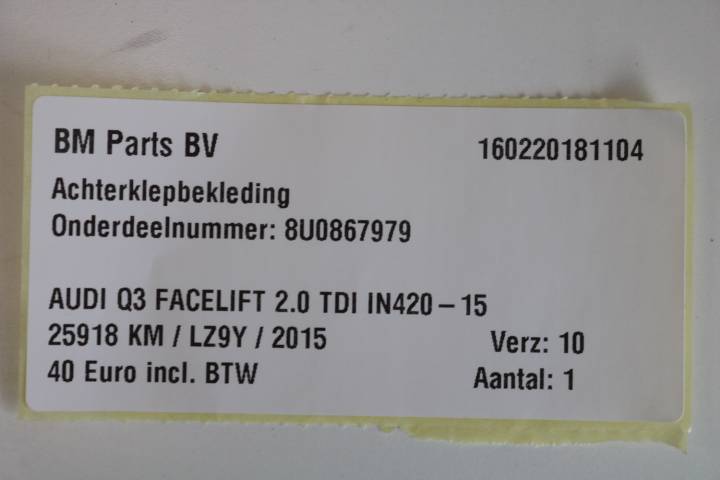 BM Parts BV 160220181104
Achterklepbekleding
Onderdeelnummer: 8U0867979
AUDI Q3 FACELIFT 2.0 TDI IN420 – 15
25918 KM / LZ9Y / 2015 Verz: 10
40 Euro incl. BTW Aantal: 1